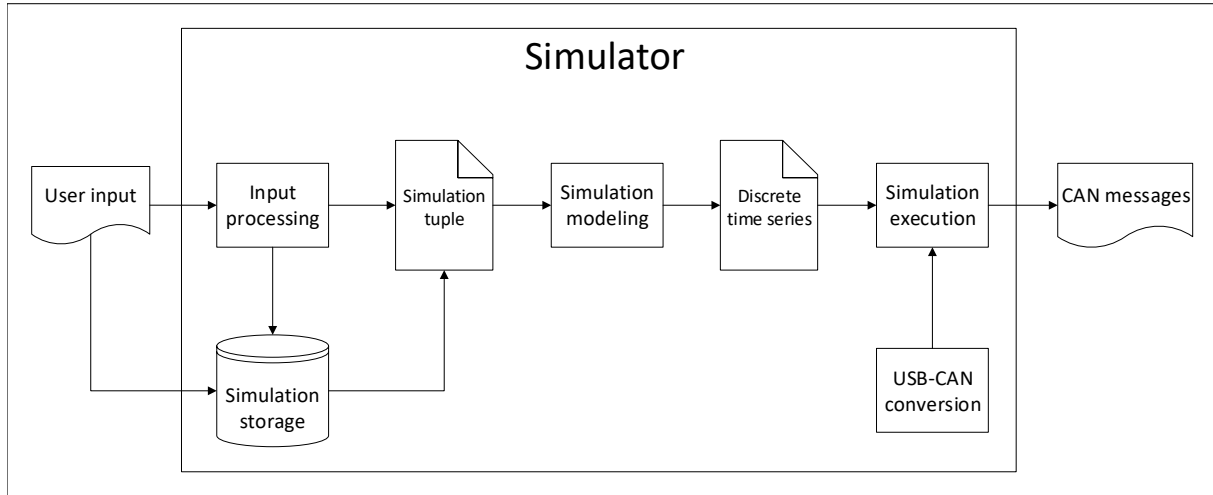 Simulator
User input
Input
processing
Simulation
tuple
Simulation
modeling
Discrete
time series
Simulation
execution
CAN messages
Simulation
storage
USB-CAN
conversion